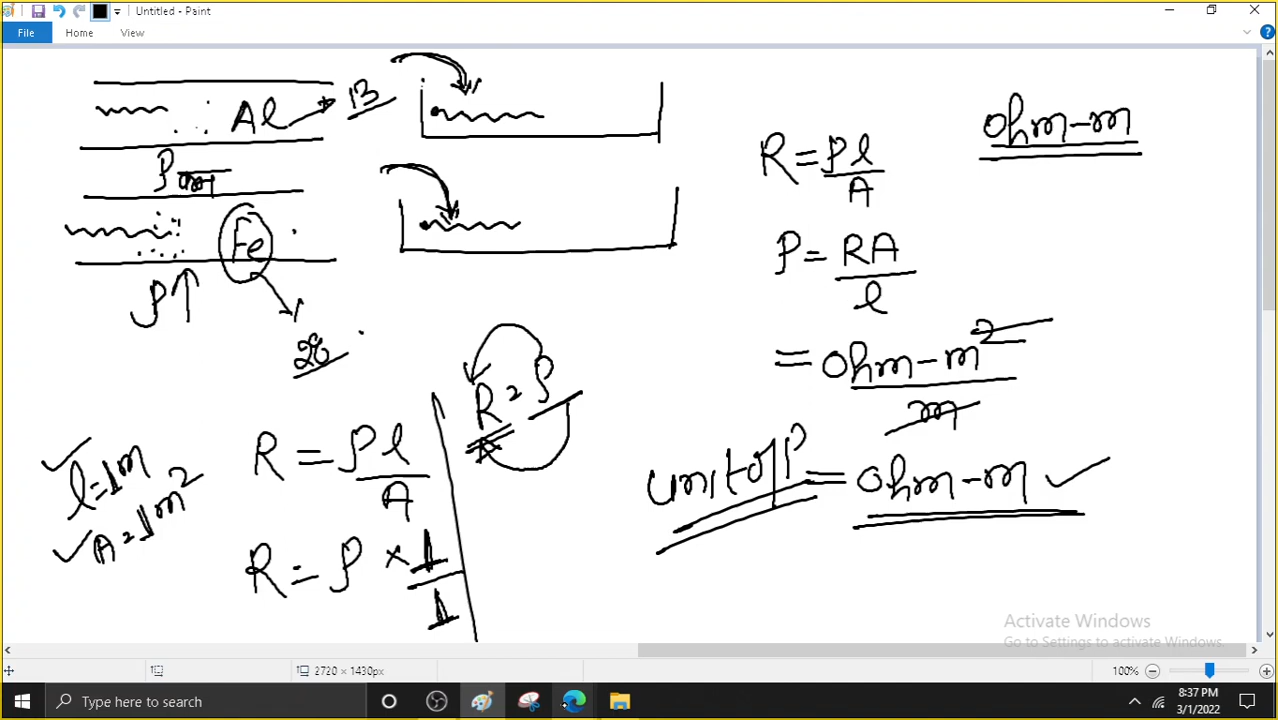 Untitled - Paint
File Home View
Al → 13
ρ
Fe
ρ↑
26
ohm-m
R = ρl/A
ρ = RA/l
= ohm-m²/m
unit of ρ = ohm-m ✓
R = ρ
✓ l = 1m
✓ A = 1m²
R = ρl/A
R = ρ × 1/1
Activate Windows
Go to Settings to activate Windows.
2720 × 1430px
100%
Type here to search
8:37 PM
3/1/2022